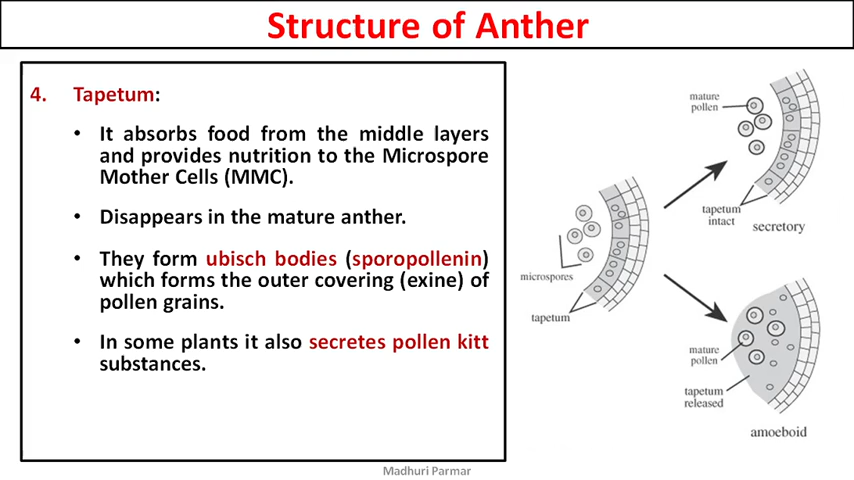 Structure of Anther
4. Tapetum:
• It absorbs food from the middle layers
and provides nutrition to the Microspore
Mother Cells (MMC).
• Disappears in the mature anther.
• They form ubisch bodies (sporopollenin)
which forms the outer covering (exine) of
pollen grains.
• In some plants it also secretes pollen kitt
substances.
mature
pollen
tapetum
intact
secretory
microspores
tapetum
mature
pollen
tapetum
released
amoeboid
Madhuri Parmar